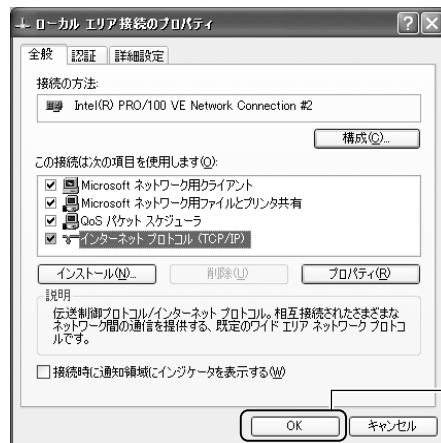 ローカル エリア接続のプロパティ
全般 認証 詳細設定
接続の方法:
Intel(R) PRO/100 VE Network Connection #2
構成(C)...
この接続は次の項目を使用します(O):
Microsoft ネットワーク用クライアント
Microsoft ネットワーク用ファイルとプリンタ共有
QoS パケット スケジューラ
インターネット プロトコル (TCP/IP)
インストール(N)... 削除(U) プロパティ(R)
説明
伝送制御プロトコル/インターネット プロトコル。相互接続されたさまざまな
ネットワーク間の通信を提供する、既定のワイド エリア ネットワーク プロトコ
ルです。
接続時に通知領域にインジケータを表示する(W)
OK キャンセル